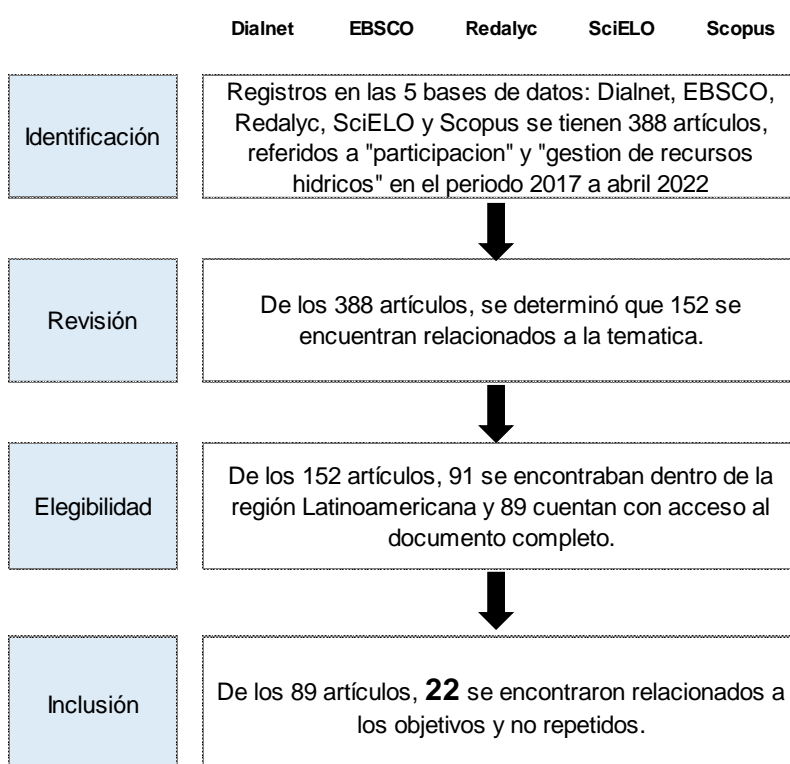 Dialnet EBSCO Redalyc SciELO Scopus
Identificación
Registros en las 5 bases de datos: Dialnet, EBSCO,
Redalyc, SciELO y Scopus se tienen 388 artículos,
referidos a "participacion" y "gestion de recursos
hidricos" en el periodo 2017 a abril 2022
Revisión
De los 388 artículos, se determinó que 152 se
encuentran relacionados a la tematica.
Elegibilidad
De los 152 artículos, 91 se encontraban dentro de la
región Latinoamericana y 89 cuentan con acceso al
documento completo.
Inclusión
De los 89 artículos, 22 se encontraron relacionados a
los objetivos y no repetidos.